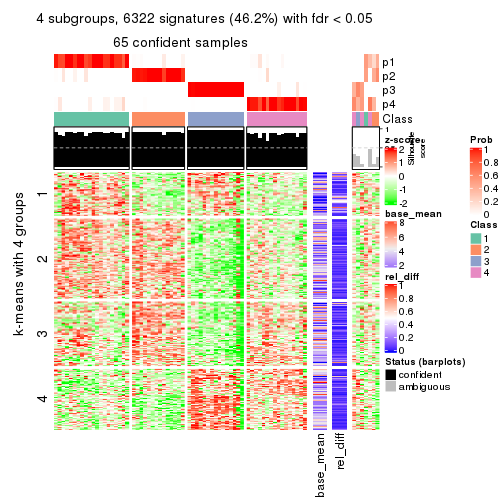 4 subgroups, 6322 signatures (46.2%) with fdr < 0.05
65 confident samples
p1
p2
p3
p4
Class
1
0
Silhouette
score
k-means with 4 groups
1
2
3
4
base_mean
rel_diff
z-score
2
1
0
-1
-2
base_mean
8
6
4
2
rel_diff
1
0.8
0.6
0.4
0.2
0
Status (barplots)
confident
ambiguous
Prob
1
0.8
0.6
0.4
0.2
0
Class
1
2
3
4